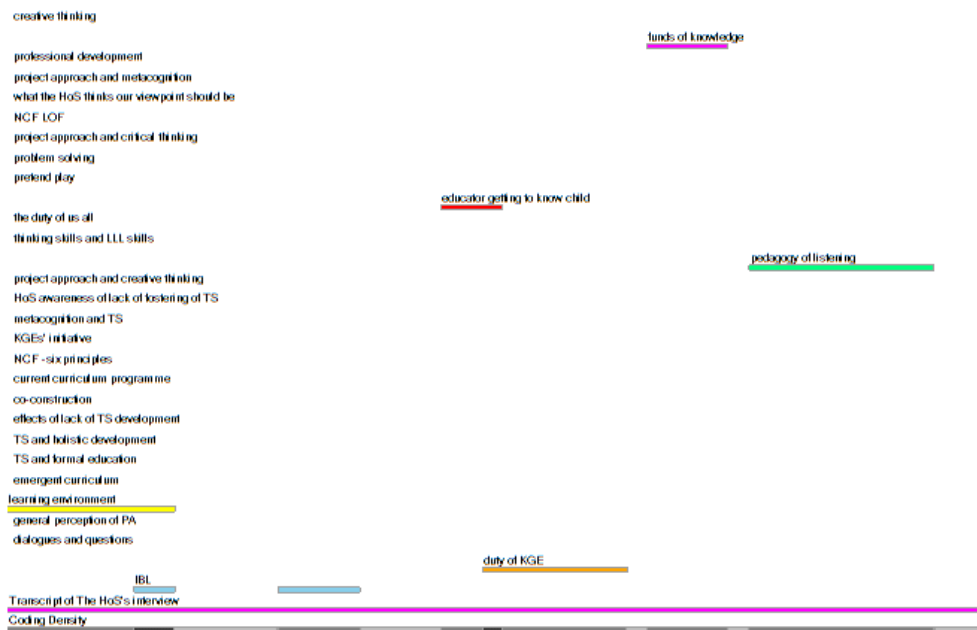 creative thinking
funds of knowledge
professional development
project approach and metacognition
what the HoS thinks our viewpoint should be
NCF LOF
project approach and critical thinking
problem solving
pretend play
educator getting to know child
the duty of us all
thinking skills and LLL skills
pedagogy of listening
project approach and creative thinking
HoS awareness of lack of fostering of TS
metacognition and TS
KGEs' initiative
NCF -six principles
current curriculum programme
co-construction
effects of lack of TS development
TS and holistic development
TS and formal education
emergent curriculum
learning environment
general perception of PA
dialogues and questions
duty of KGE
IBL
Transcript of The HoS's interview
Coding Density